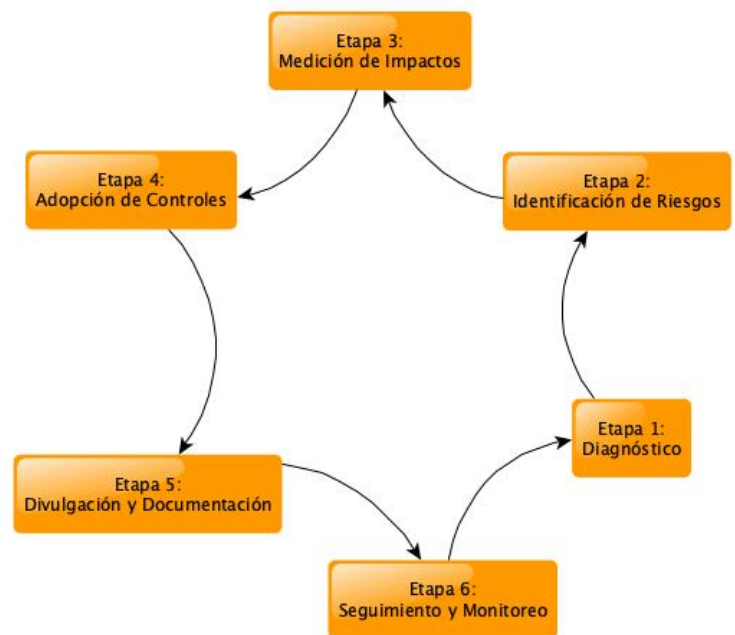 Etapa 3:
Medición de Impactos
Etapa 4:
Adopción de Controles
Etapa 2:
Identificación de Riesgos
Etapa 1:
Diagnóstico
Etapa 5:
Divulgación y Documentación
Etapa 6:
Seguimiento y Monitoreo